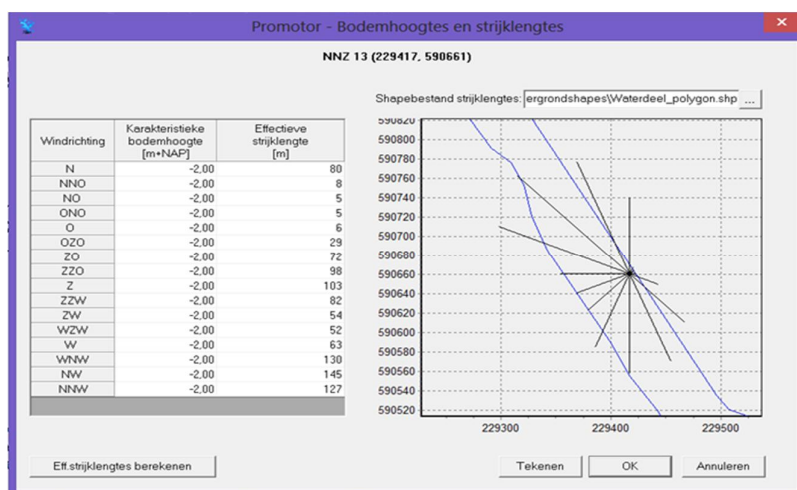 Promotor - Bodemhoogtes en strijklengtes
NNZ 13 (229417, 590661)
Shapebestand strijklengtes: ergrondshapes\Waterdeel_polygon.shp ...
Windrichting Karakteristieke bodemhoogte [m+NAP] Effectieve strijklengte [m]
N -2,00 80
NNO -2,00 8
NO -2,00 5
ONO -2,00 5
O -2,00 6
OZO -2,00 29
ZO -2,00 72
ZZO -2,00 98
Z -2,00 103
ZZW -2,00 82
ZW -2,00 54
WZW -2,00 52
W -2,00 63
WNW -2,00 130
NW -2,00 145
NNW -2,00 127
590820
590800
590780
590760
590740
590720
590700
590680
590660
590640
590620
590600
590580
590560
590540
590520
229300 229400 229500
Eff.strijklengtes berekenen
Tekenen OK Annuleren